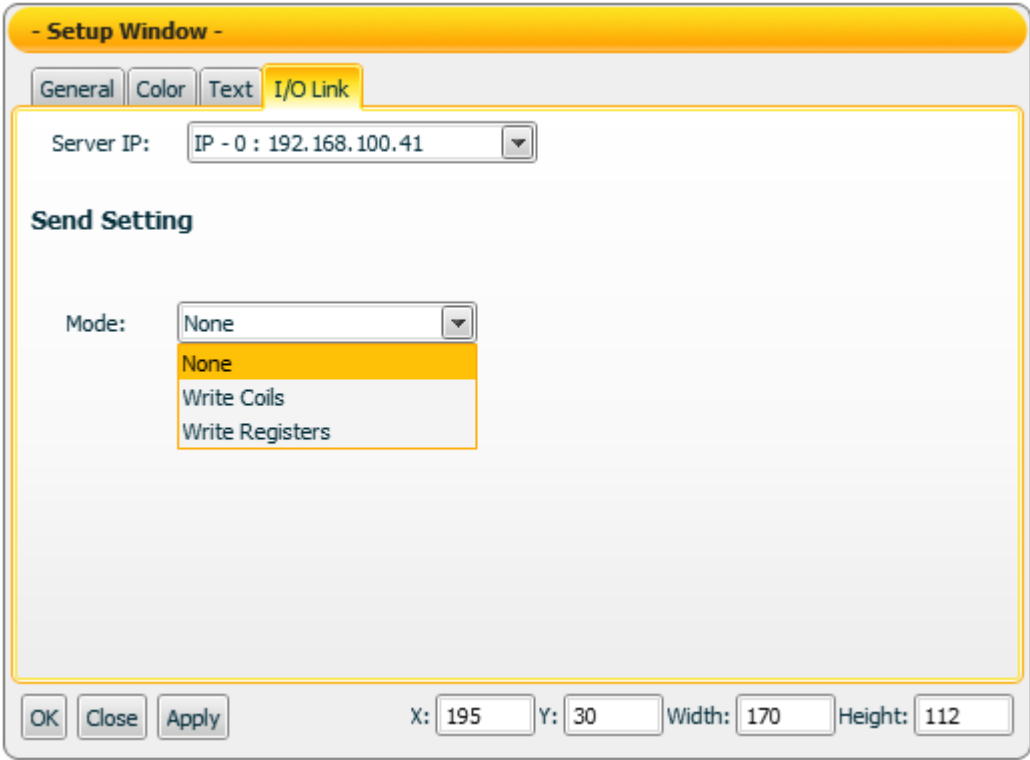 - Setup Window -
General Color Text I/O Link
Server IP: IP - 0 : 192.168.100.41
Send Setting
Mode: None
None
Write Coils
Write Registers
OK Close Apply X: 195 Y: 30 Width: 170 Height: 112